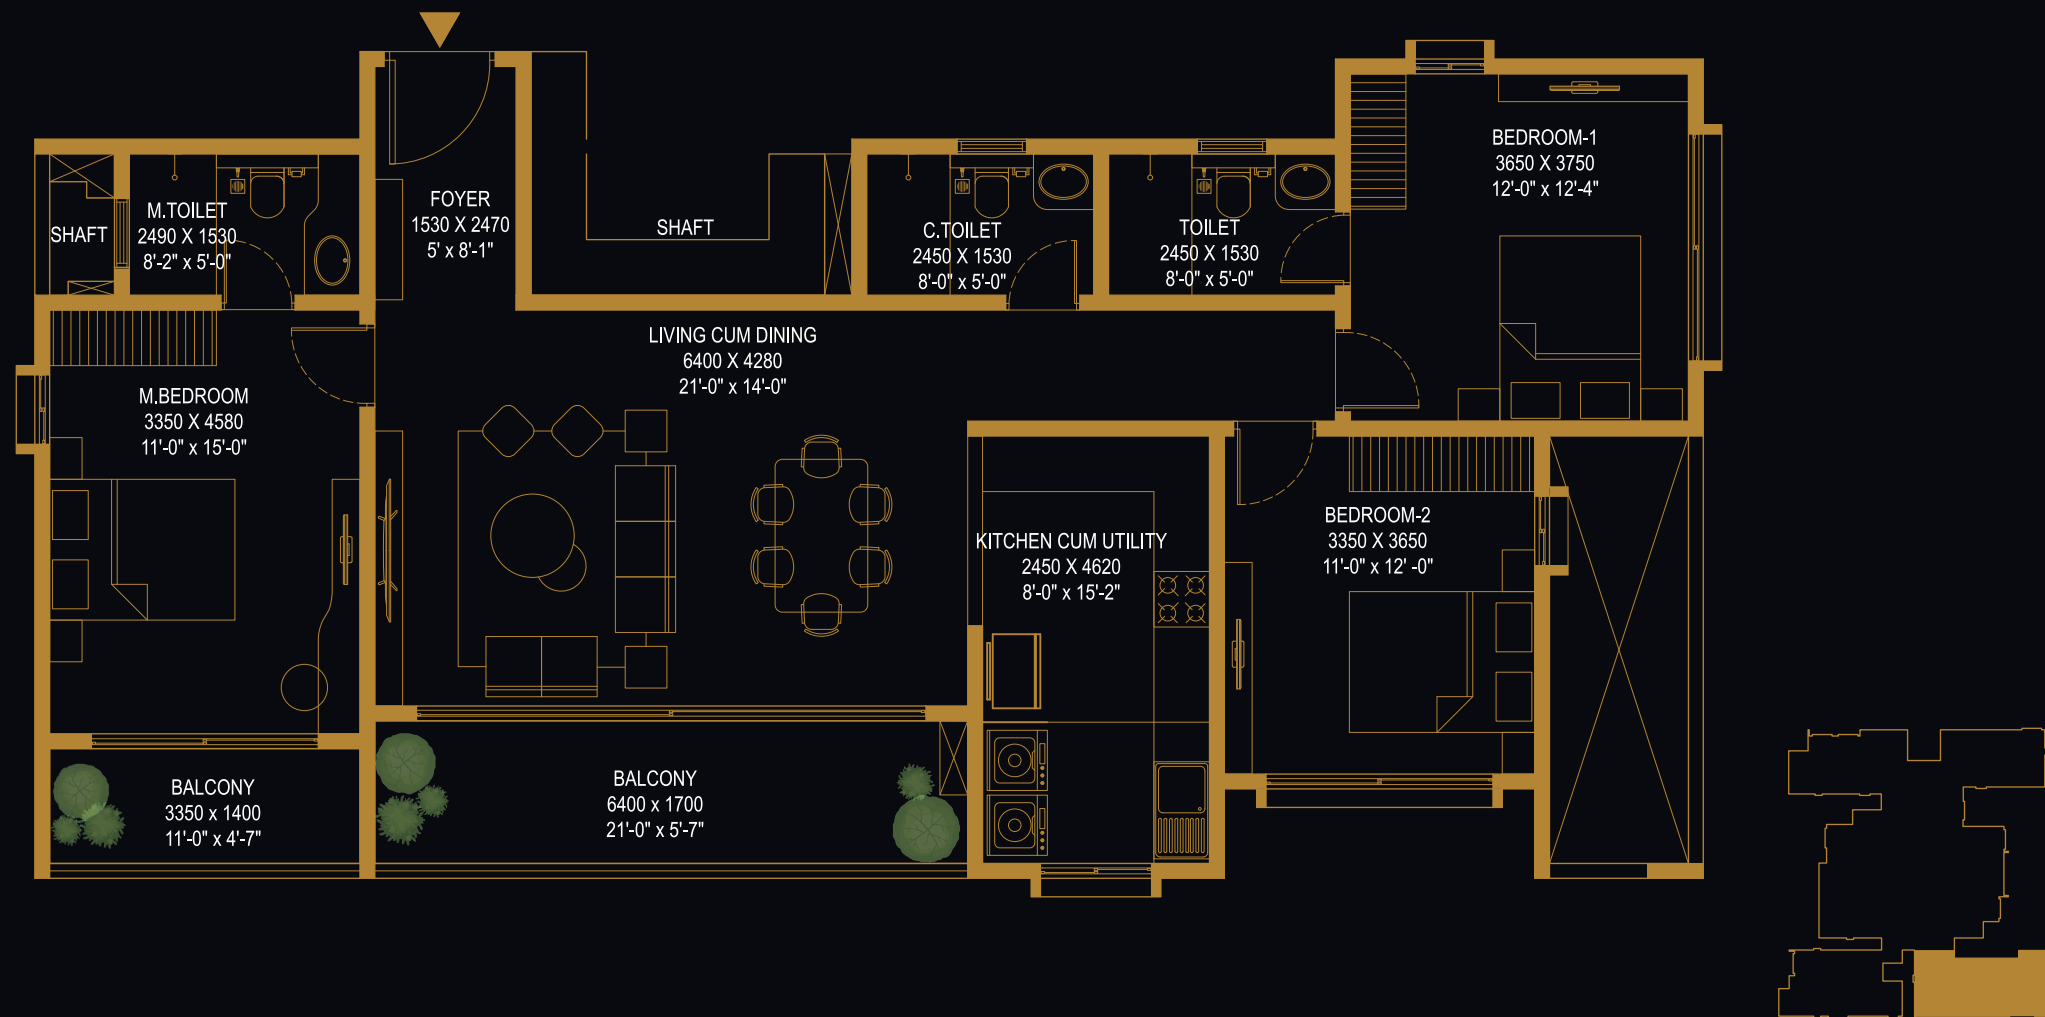 BEDROOM-1
3650 X 3750
12'-0" x 12'-4"
FOYER
1530 X 2470
5' x 8'-1"
M.TOILET
2490 X 1530
8'-2" x 5'-0"
SHAFT
SHAFT
C.TOILET
2450 X 1530
8'-0" x 5'-0"
TOILET
2450 X 1530
8'-0" x 5'-0"
LIVING CUM DINING
6400 X 4280
21'-0" x 14'-0"
M.BEDROOM
3350 X 4580
11'-0" x 15'-0"
BEDROOM-2
3350 X 3650
11'-0" x 12' -0"
KITCHEN CUM UTILITY
2450 X 4620
8'-0" x 15'-2"
BALCONY
3350 x 1400
11'-0" x 4'-7"
BALCONY
6400 x 1700
21'-0" x 5'-7"